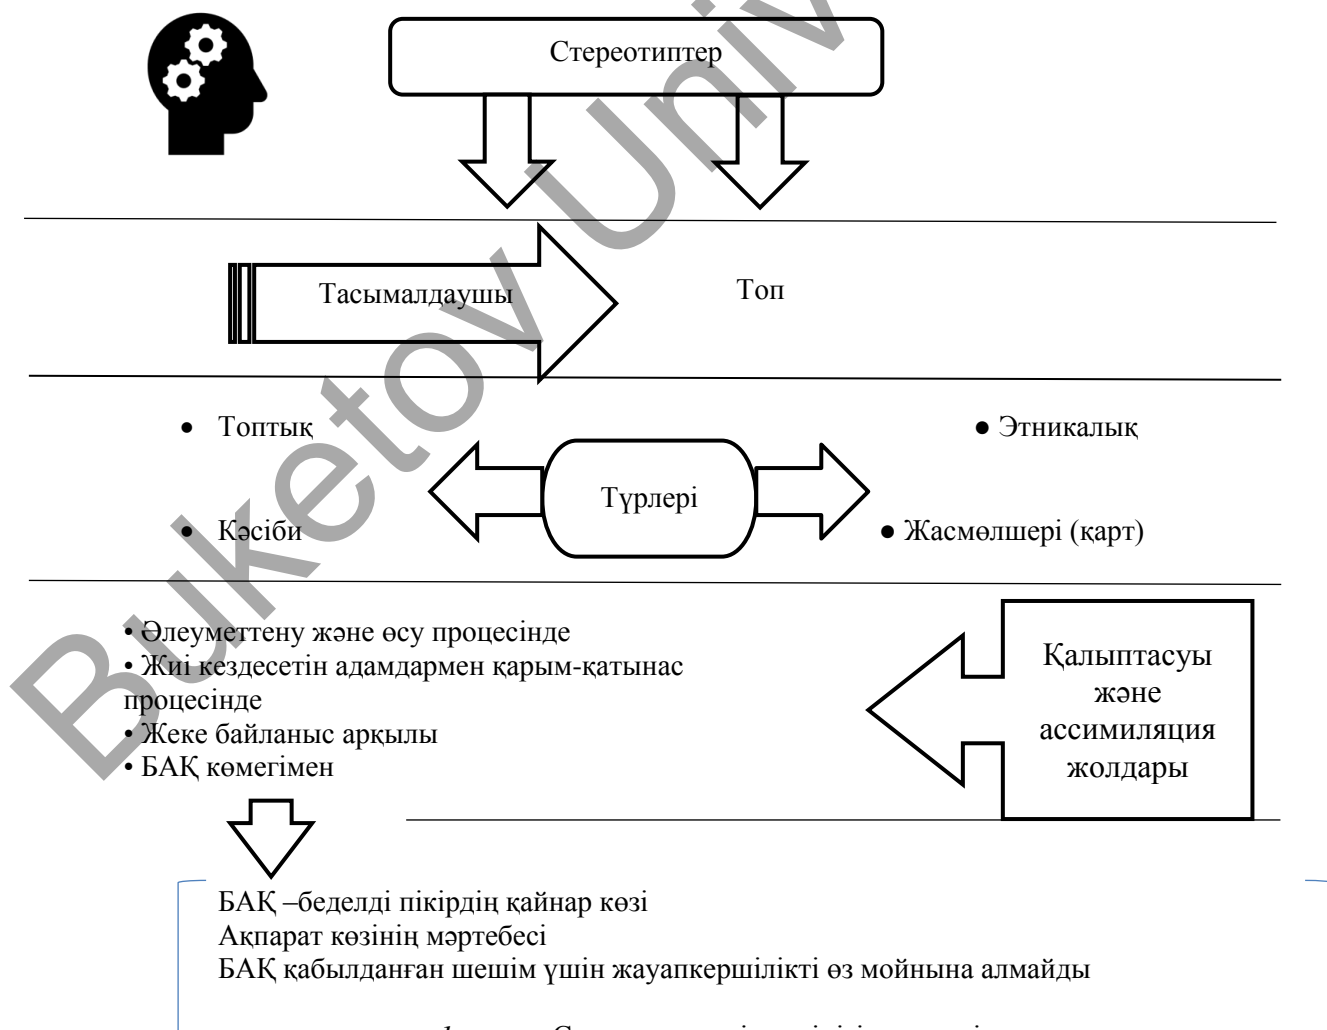 Стереотиптер
Тасымалдаушы
Топ
• Топтық
● Этникалық
Түрлері
• Кәсіби
● Жасмөлшері (қарт)
• Әлеуметтену және өсу процесінде
• Жиі кездесетін адамдармен қарым-қатынас
процесінде
• Жеке байланыс арқылы
• БАҚ көмегімен
Қалыптасуы
және
ассимиляция
жолдары
БАҚ –беделді пікірдің қайнар көзі
Ақпарат көзінің мәртебесі
БАҚ қабылданған шешім үшін жауапкершілікті өз мойнына алмайды
Buketov Univ